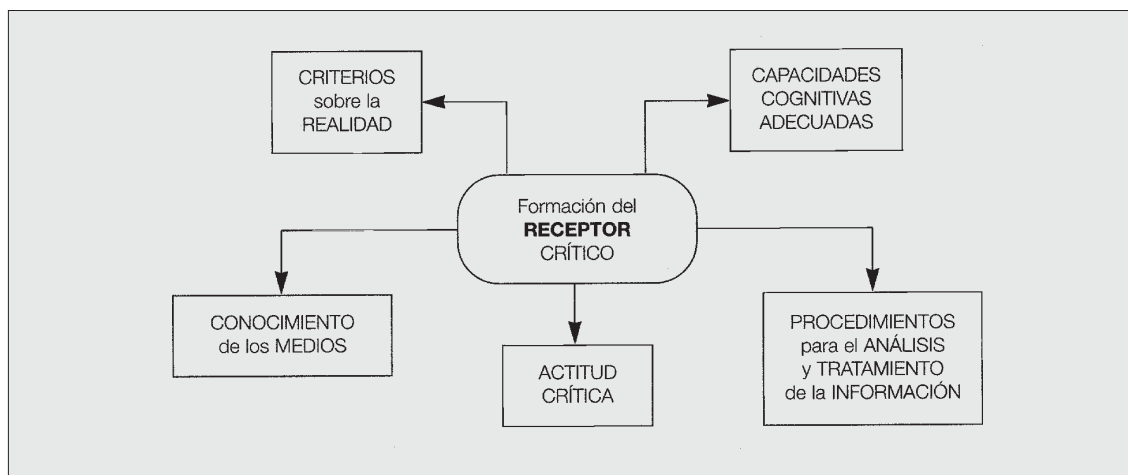 CRITERIOS
sobre la
REALIDAD
CAPACIDADES
COGNITIVAS
ADECUADAS
Formación del
RECEPTOR
CRÍTICO
CONOCIMIENTO
de los MEDIOS
ACTITUD
CRÍTICA
PROCEDIMIENTOS
para el ANÁLISIS
y TRATAMIENTO
de la INFORMACIÓN